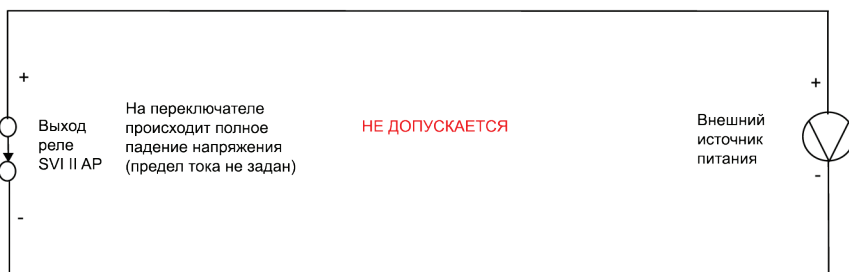 +
Выход
реле
SVI II AP
-
На переключателе
происходит полное
падение напряжения
(предел тока не задан)
НЕ ДОПУСКАЕТСЯ
Внешний
источник
питания
+
-